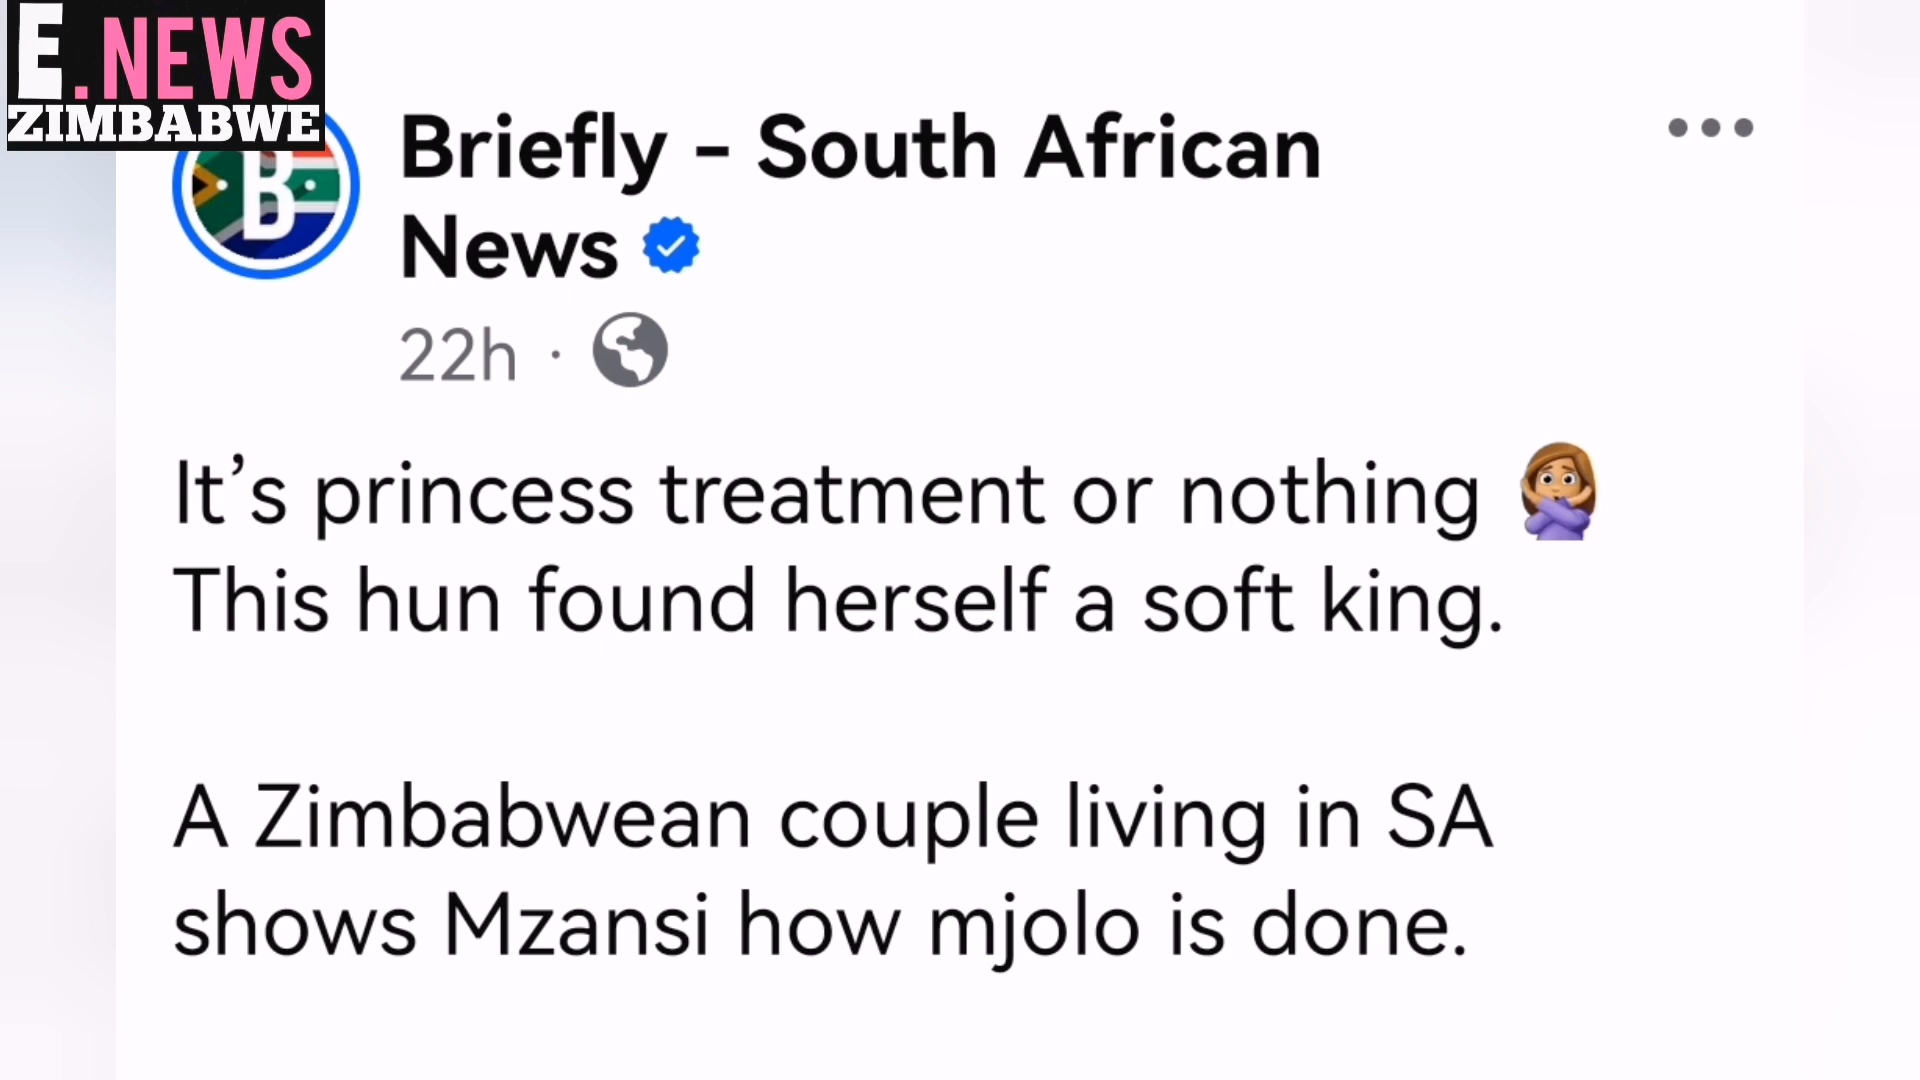 E.NEWS
ZIMBABWE
B
Briefly - South African
News
22h ·
It’s princess treatment or nothing 🙅🏽‍♀️
This hun found herself a soft king.
A Zimbabwean couple living in SA
shows Mzansi how mjolo is done.